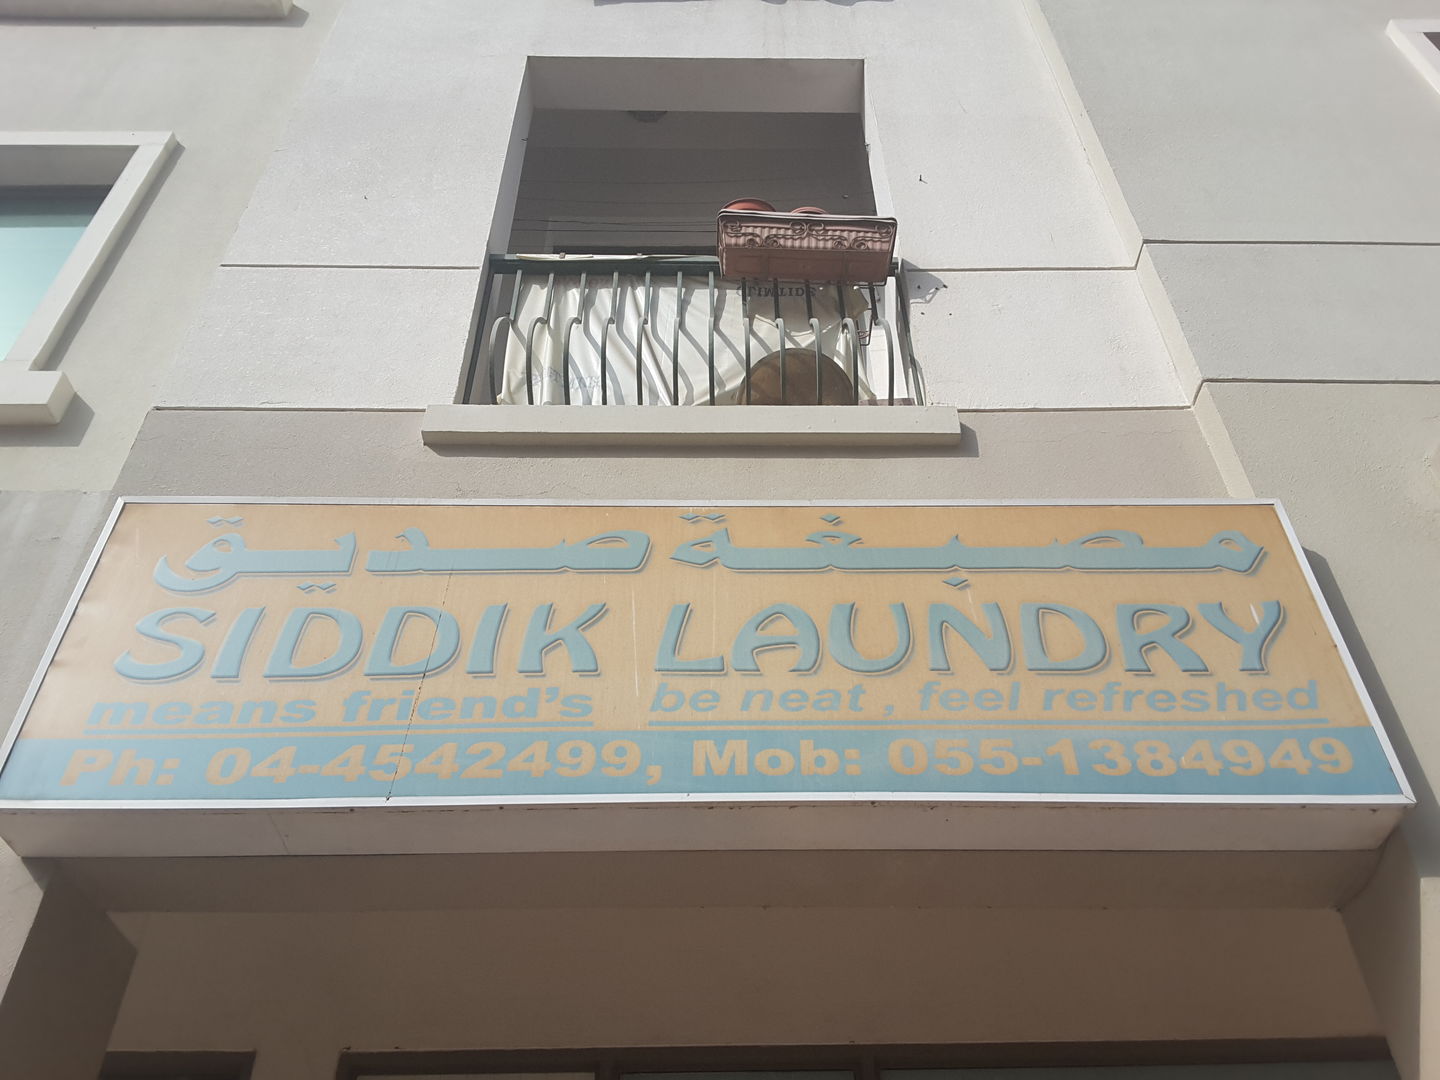 مصبغة صديق
SIDDIK LAUNDRY
means friend's be neat , feel refreshed
Ph: 04-4542499, Mob: 055-1384949